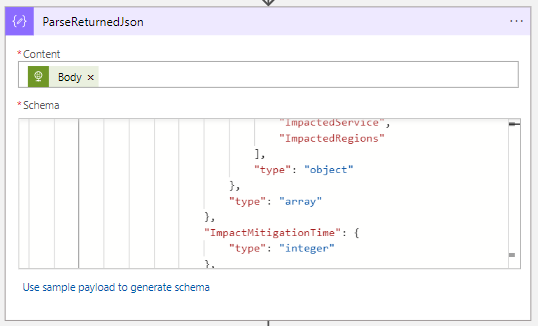 ParseReturnedJson
* Content
Body ×
* Schema
"ImpactedService",
"ImpactedRegions"
],
"type": "object"
},
"type": "array"
},
"ImpactMitigationTime": {
"type": "integer"
},
Use sample payload to generate schema